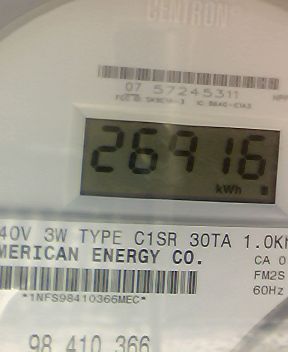 CENTRON®
07 57245311
26916
kWh
40V 3W TYPE C1SR 30TA 1.0K
MERICAN ENERGY CO.
CA 0
FM2S
60Hz
*1NFS98410366MEC*
98 410 366